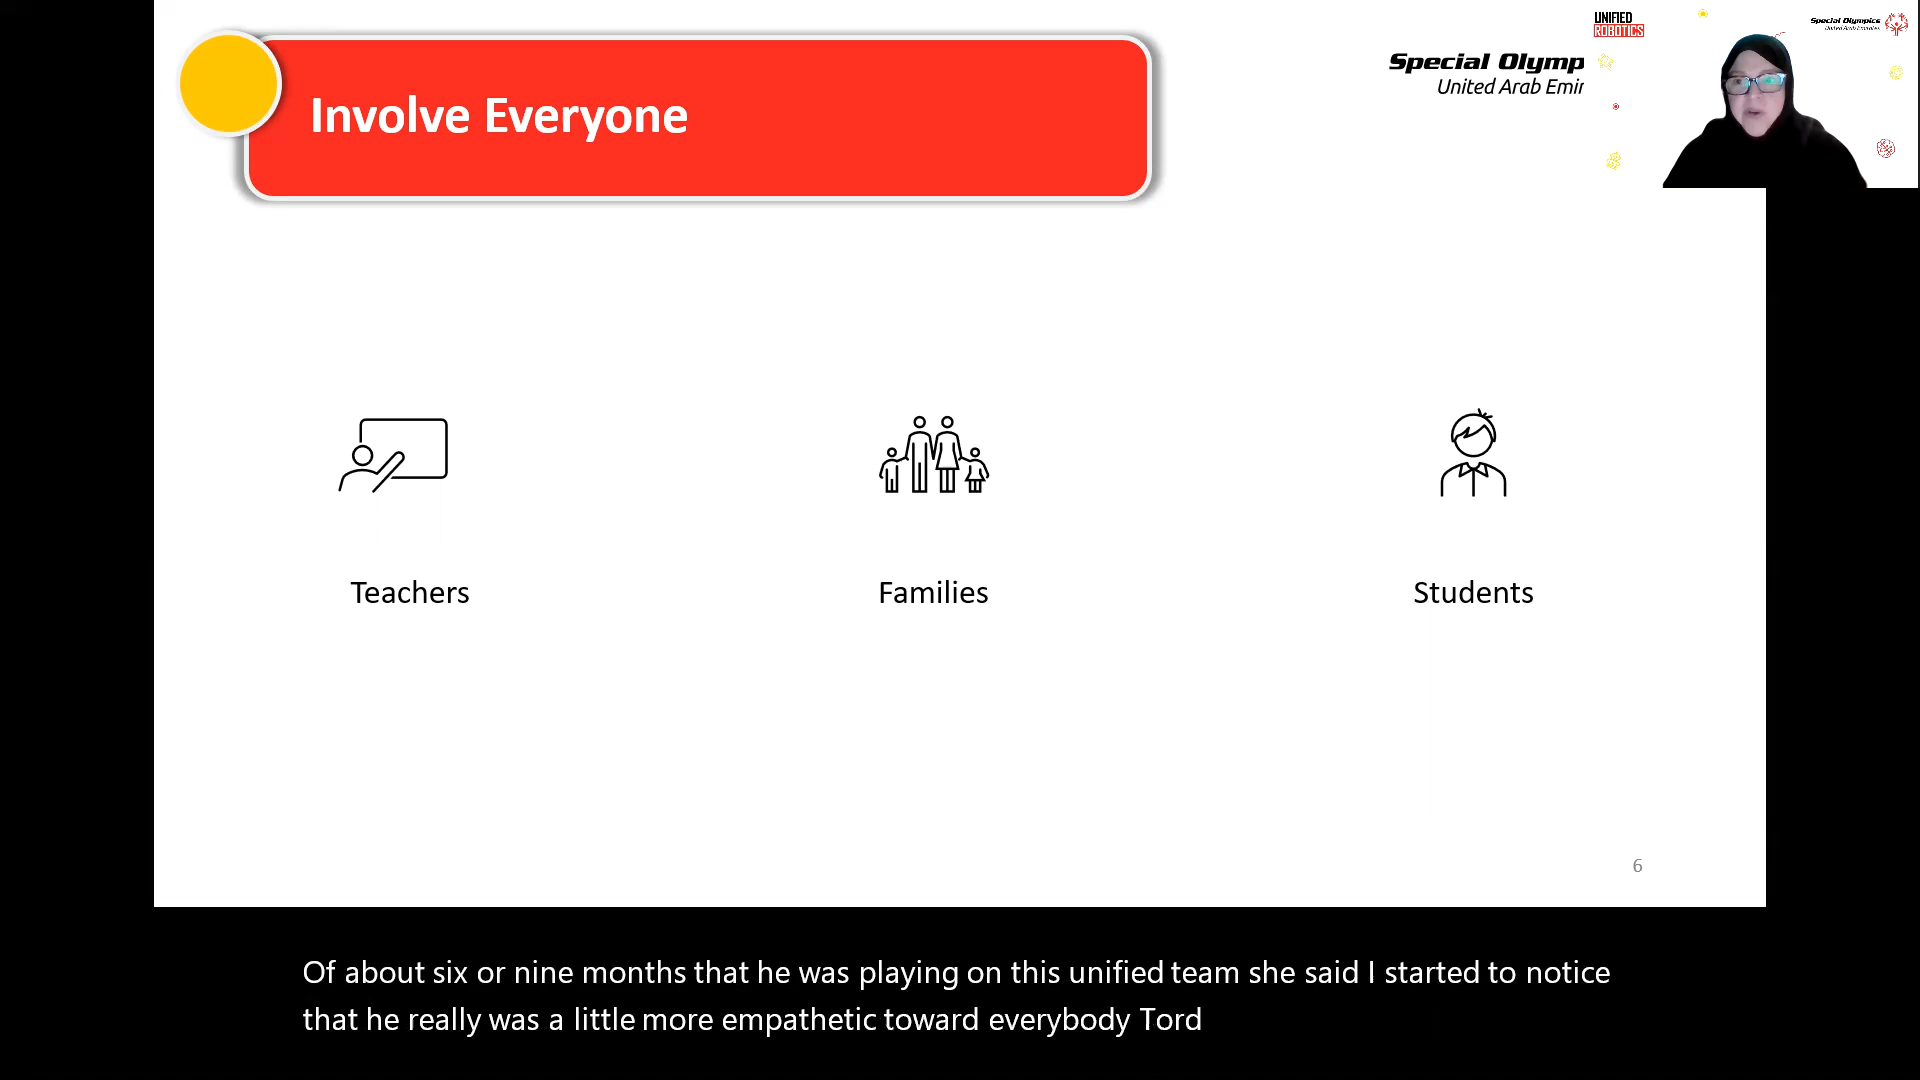 Involve Everyone
Special Olymp
United Arab Emir
UNIFIED
ROBOTICS
Special Olympics
United Arab Emirates
Teachers
Families
Students
6
Of about six or nine months that he was playing on this unified team she said I started to notice
that he really was a little more empathetic toward everybody Tord